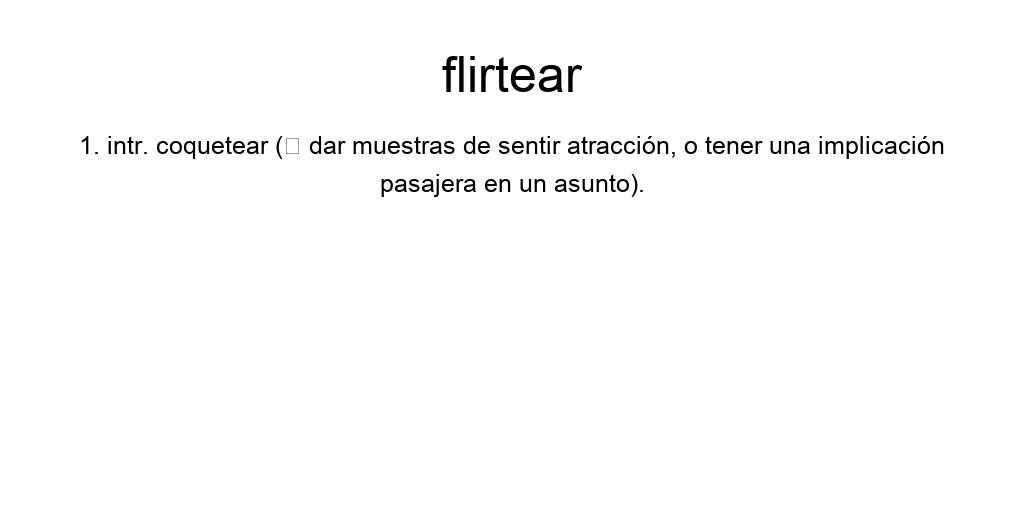 flirtear
1. intr. coquetear (□ dar muestras de sentir atracción, o tener una implicación
pasajera en un asunto).